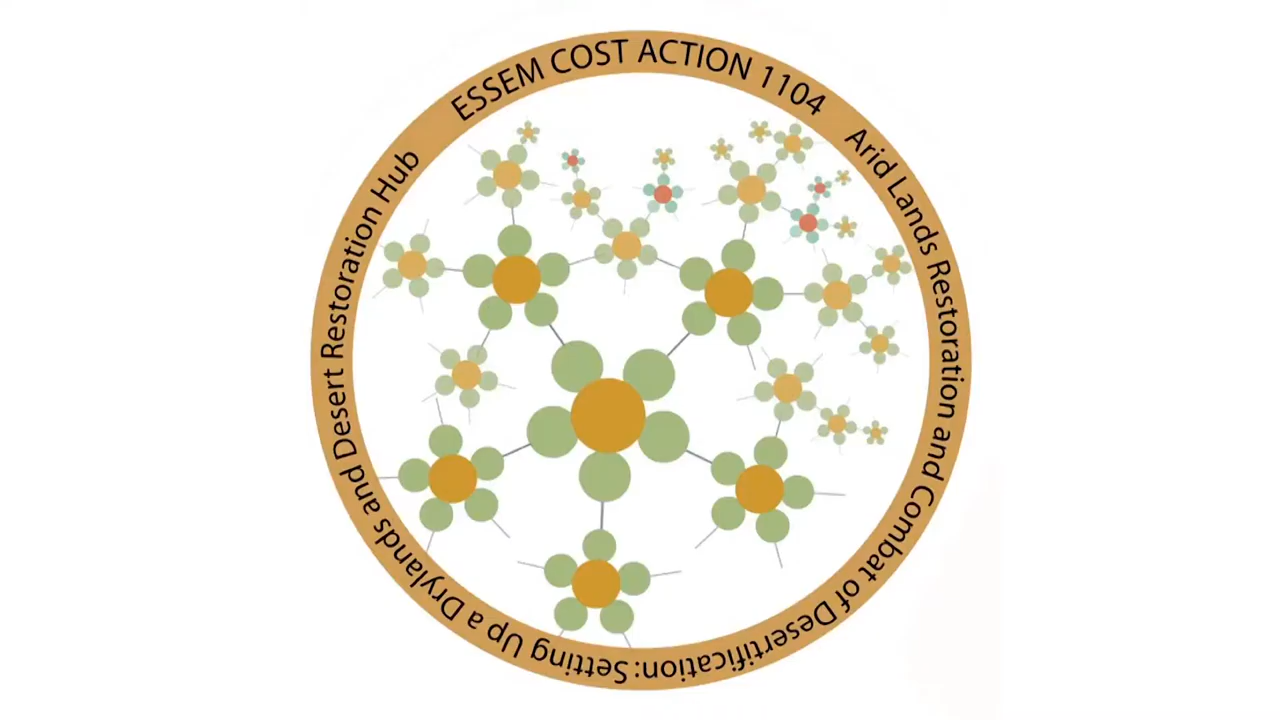 ESSEM COST ACTION 1104
Arid Lands Restoration and Combat of Desertification: Setting Up a Drylands and Desert Restoration Hub